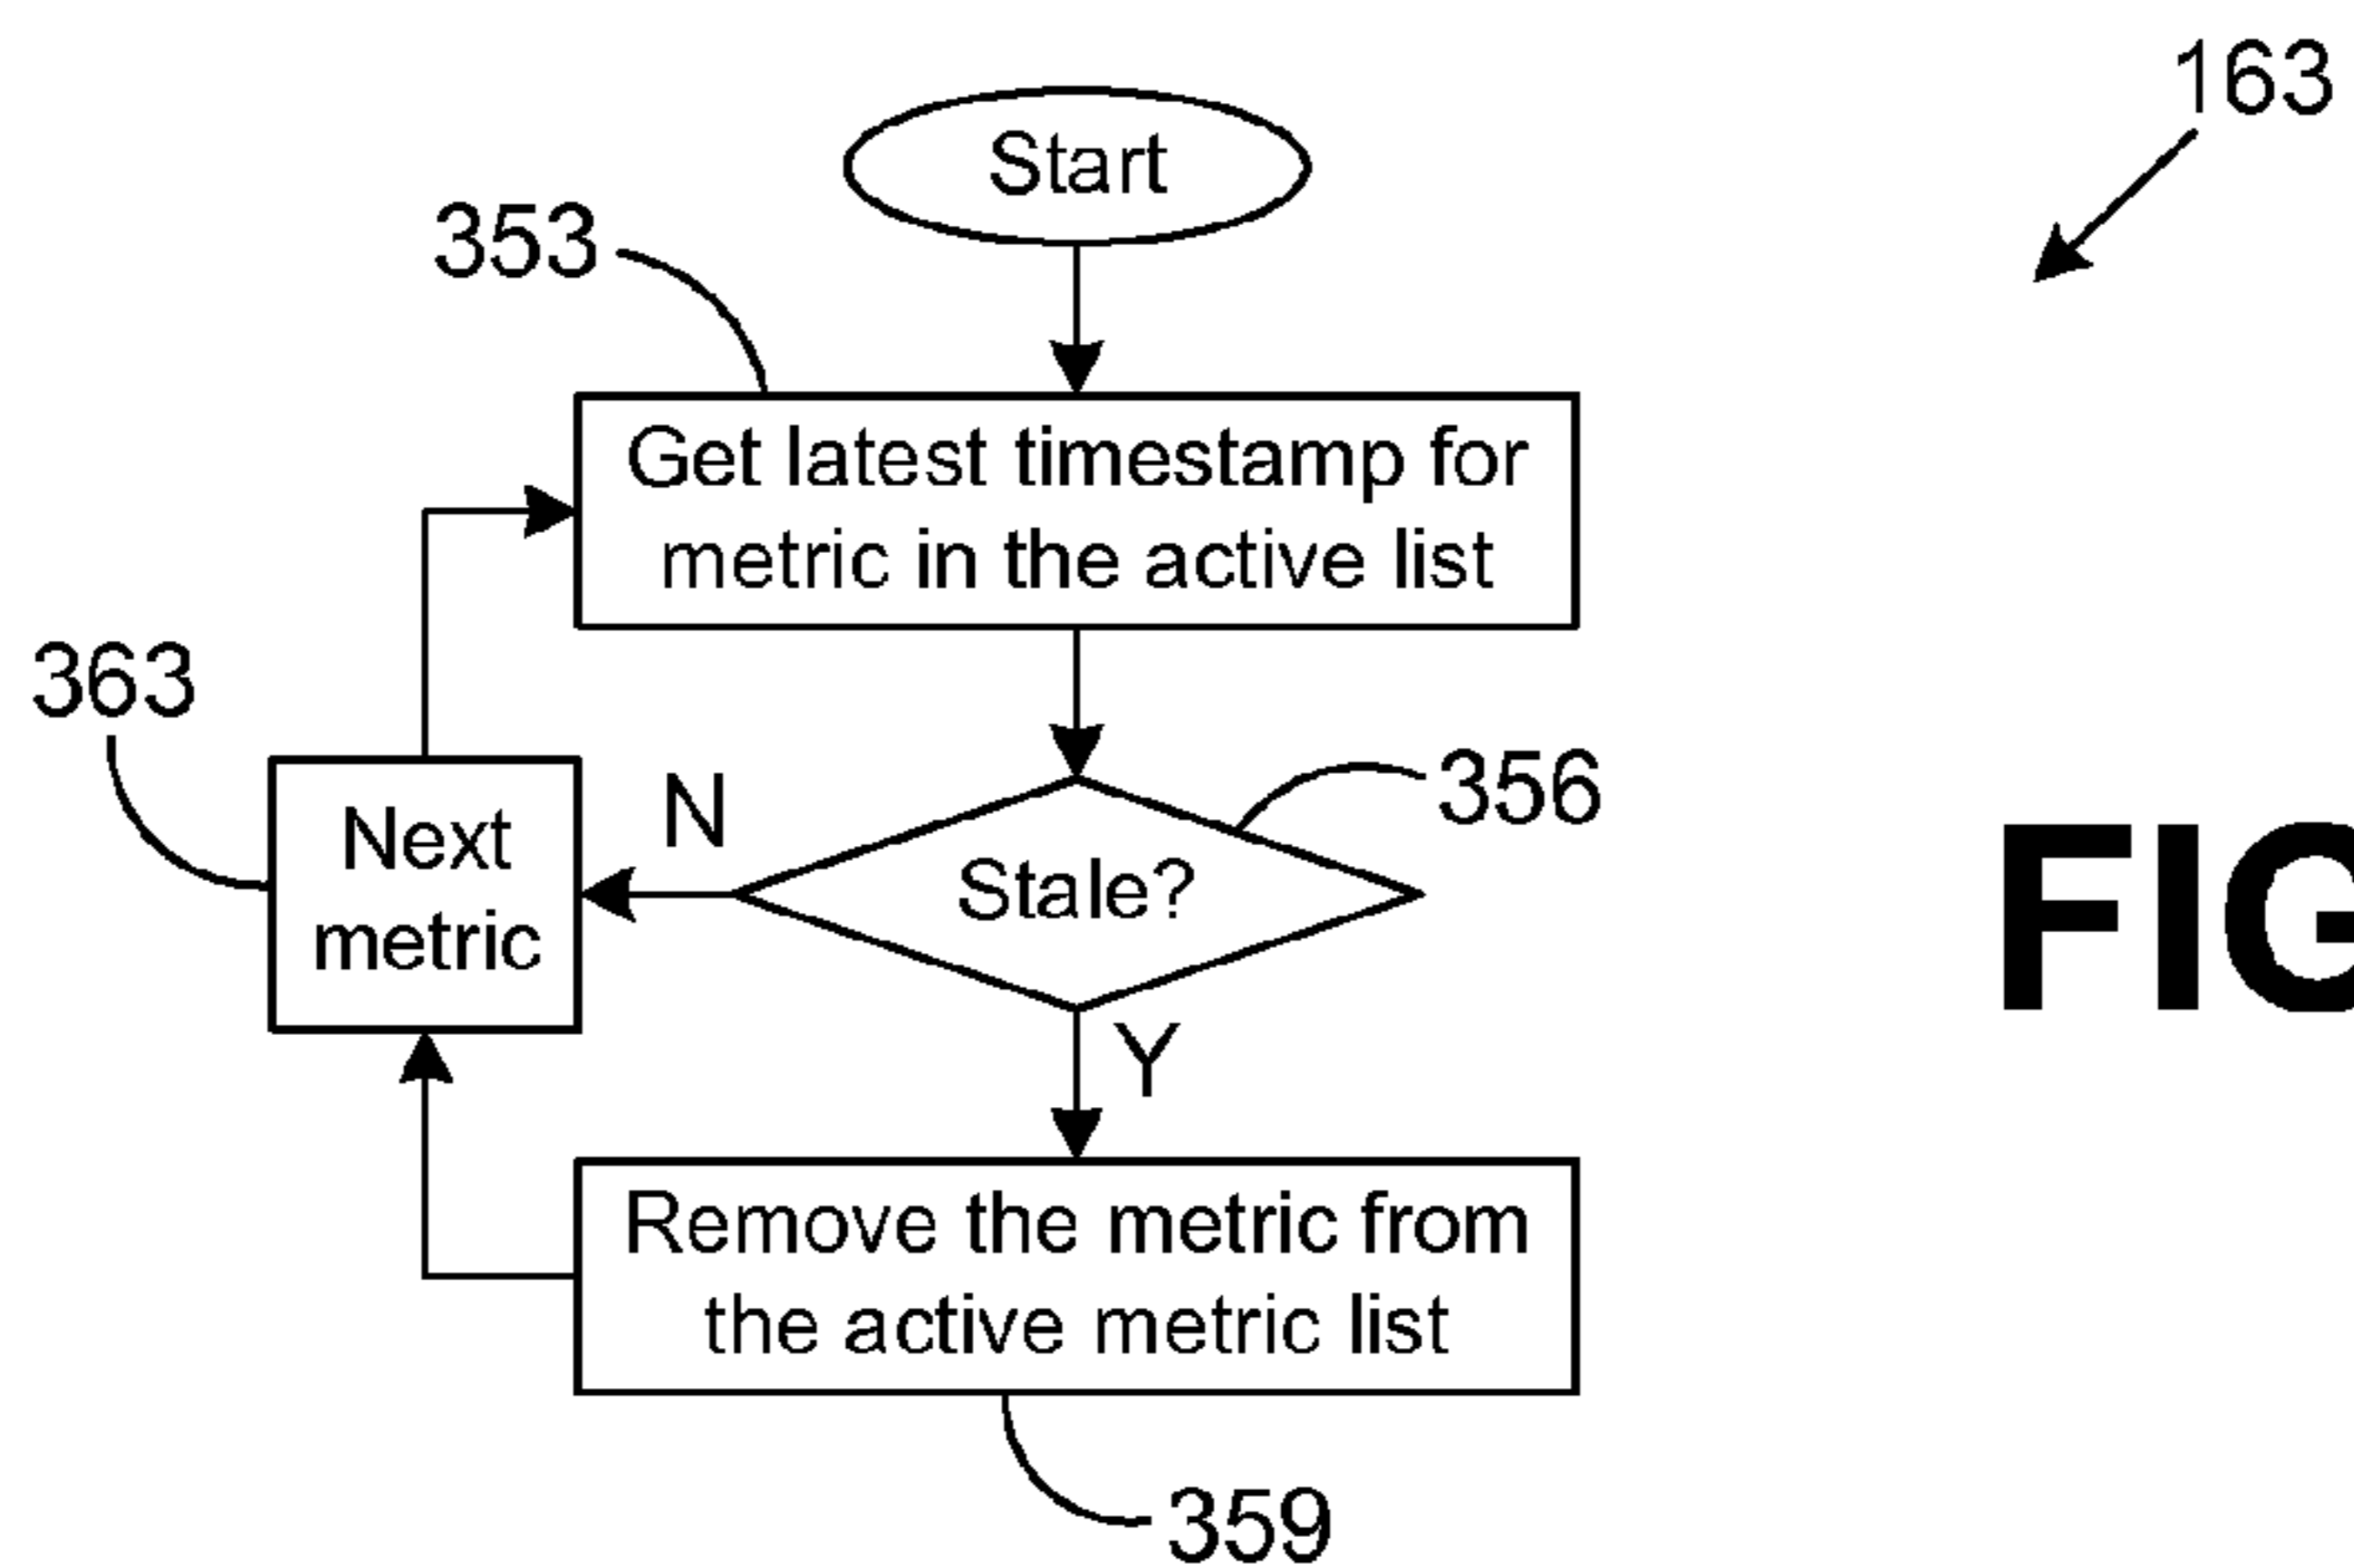 163
Start
353
Get latest timestamp for
metric in the active list
363
356
N
Next
metric
Stale?
Y
Remove the metric from
the active metric list
359
FIG